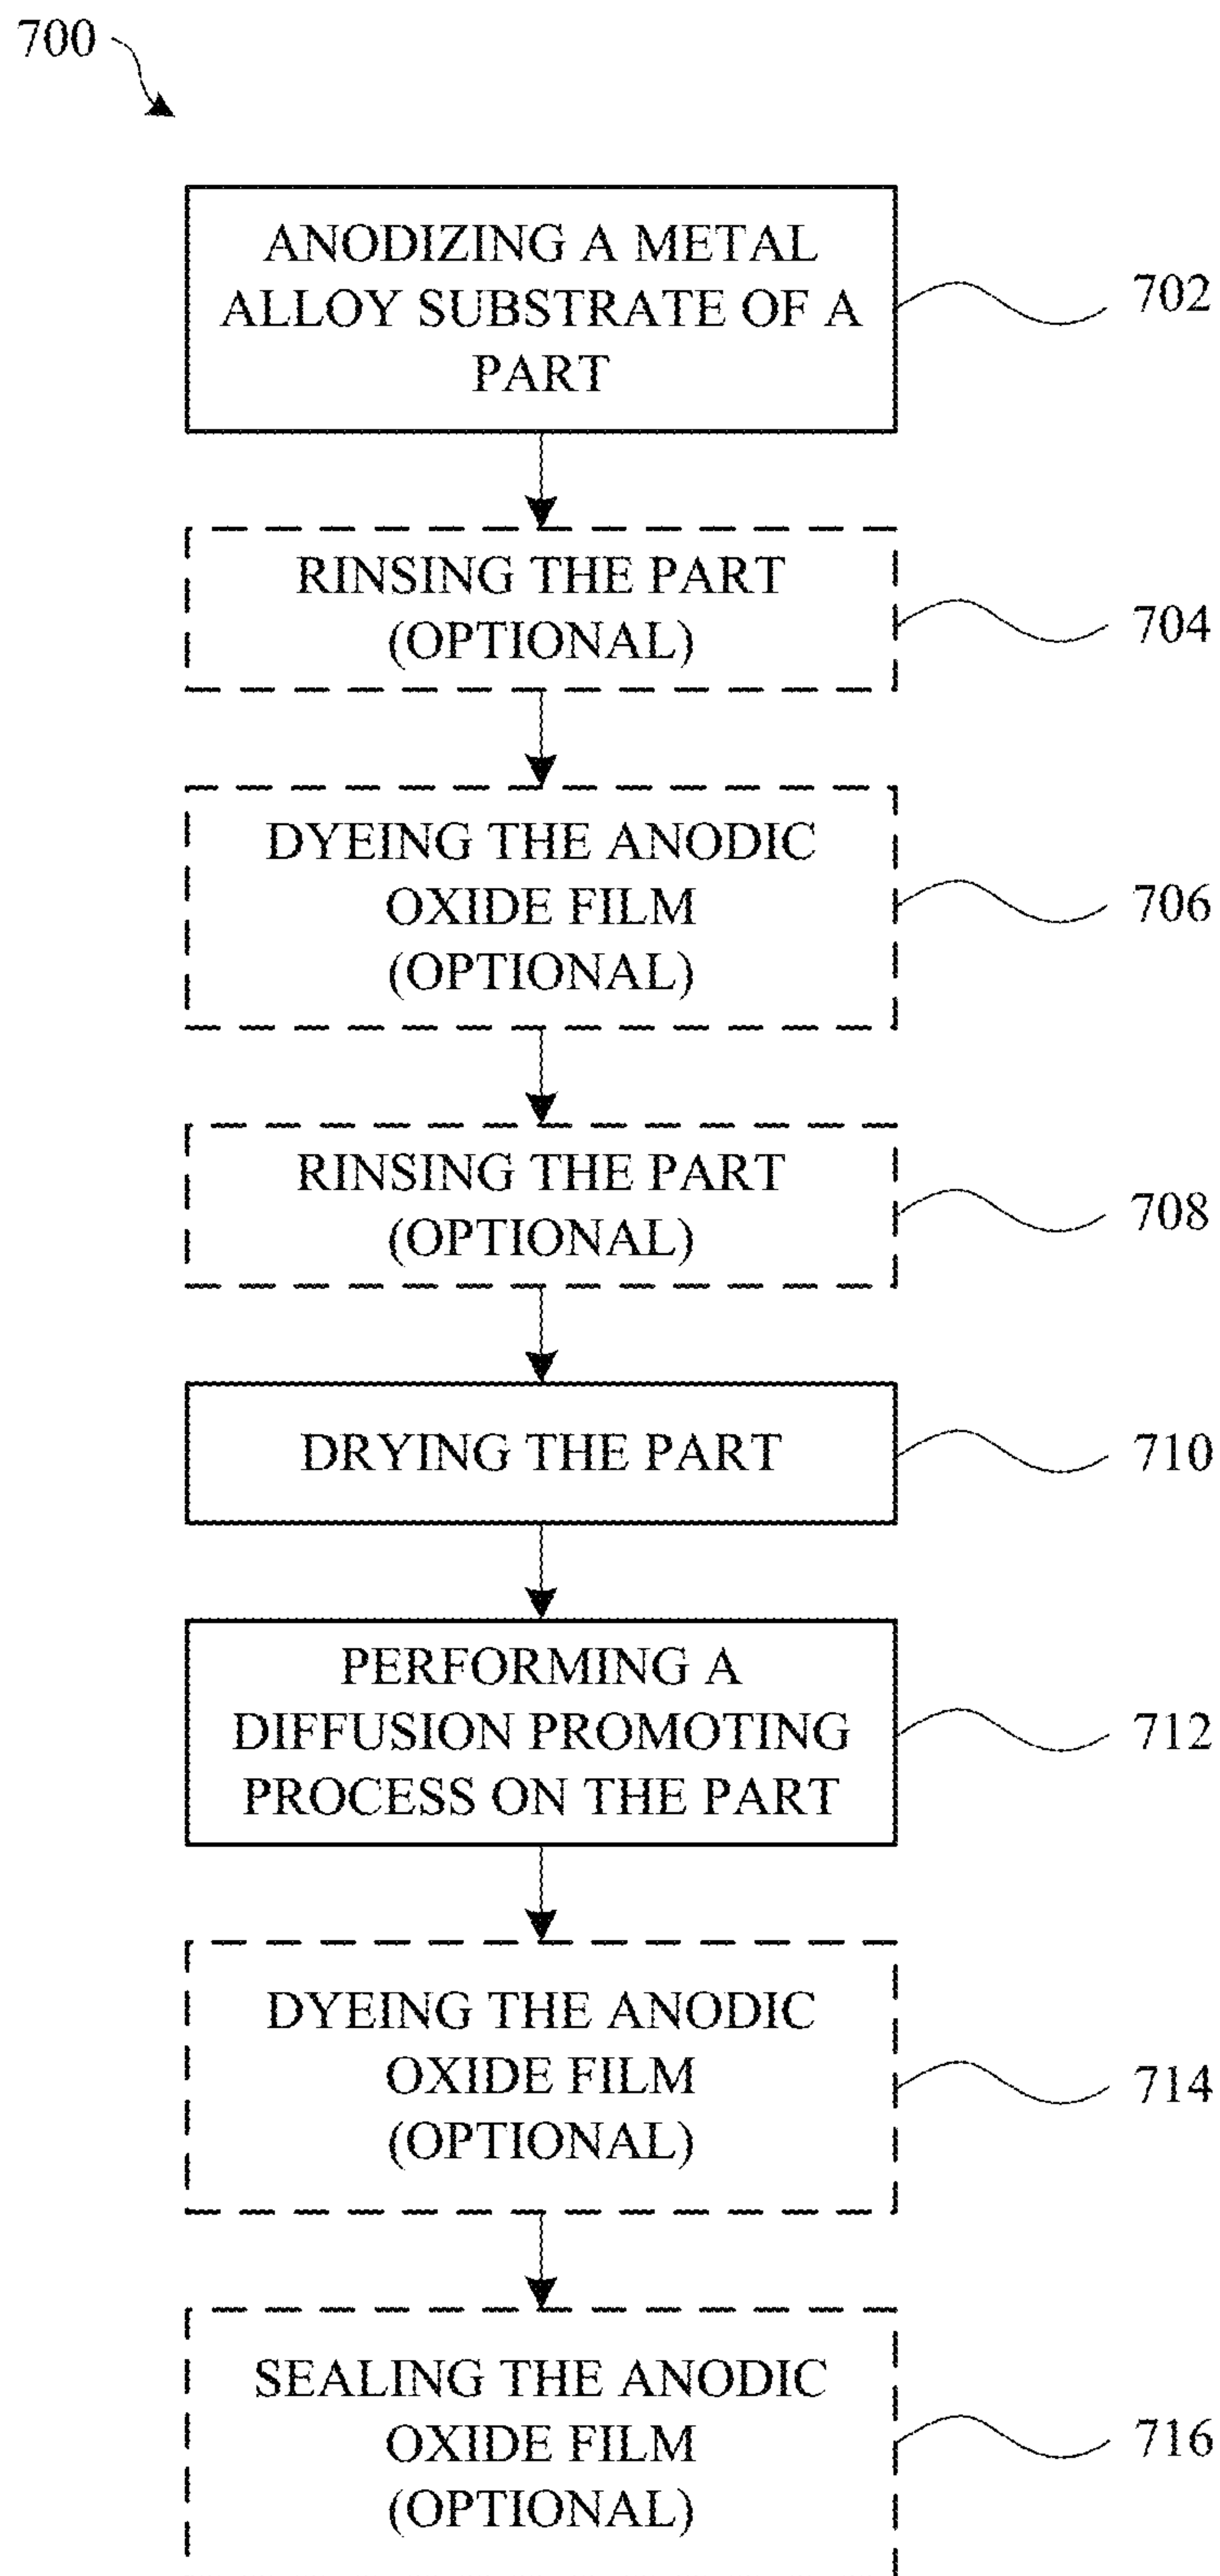 700
ANODIZING A METAL
ALLOY SUBSTRATE OF A
PART
702
RINSING THE PART
(OPTIONAL)
704
DYEING THE ANODIC
OXIDE FILM
(OPTIONAL)
706
RINSING THE PART
(OPTIONAL)
708
DRYING THE PART
710
PERFORMING A
DIFFUSION PROMOTING
PROCESS ON THE PART
712
DYEING THE ANODIC
OXIDE FILM
(OPTIONAL)
714
SEALING THE ANODIC
OXIDE FILM
(OPTIONAL)
716